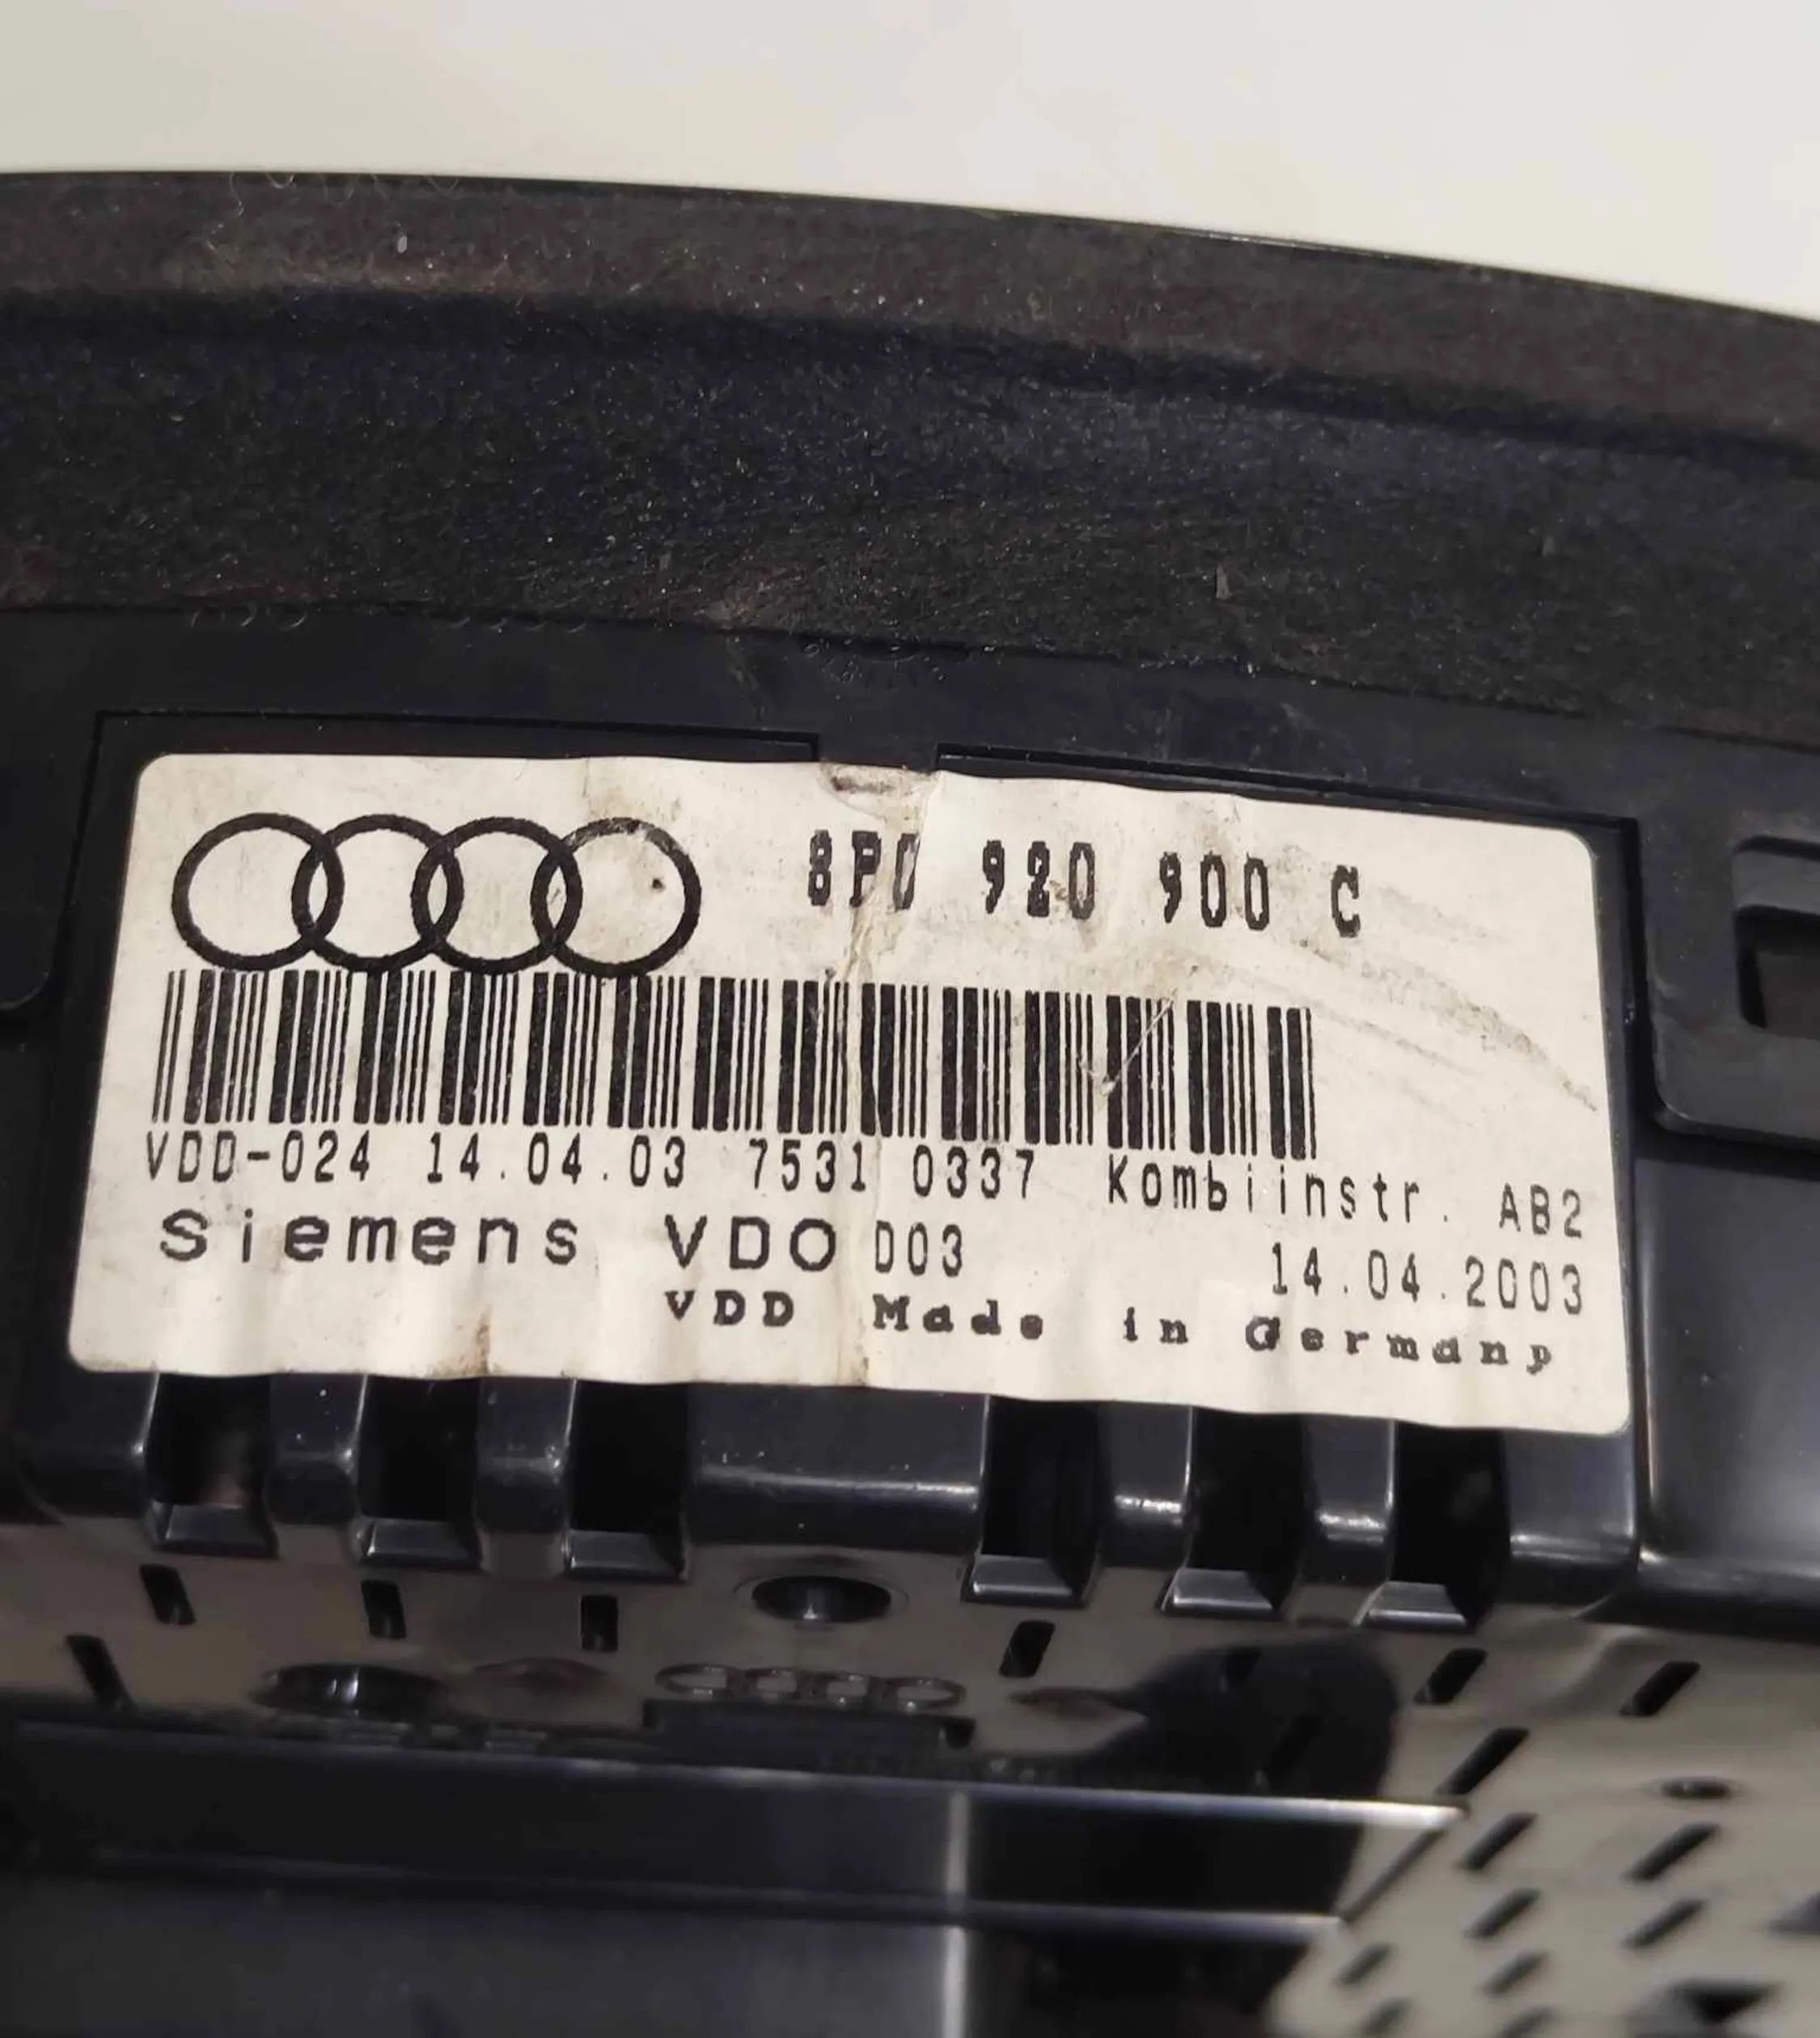 8P0 920 900 C
VDD-024 14.04.03 7531 0337 Kombiinstr. AB2
Siemens VDO D03 14.04.2003
VDD Made in Germany